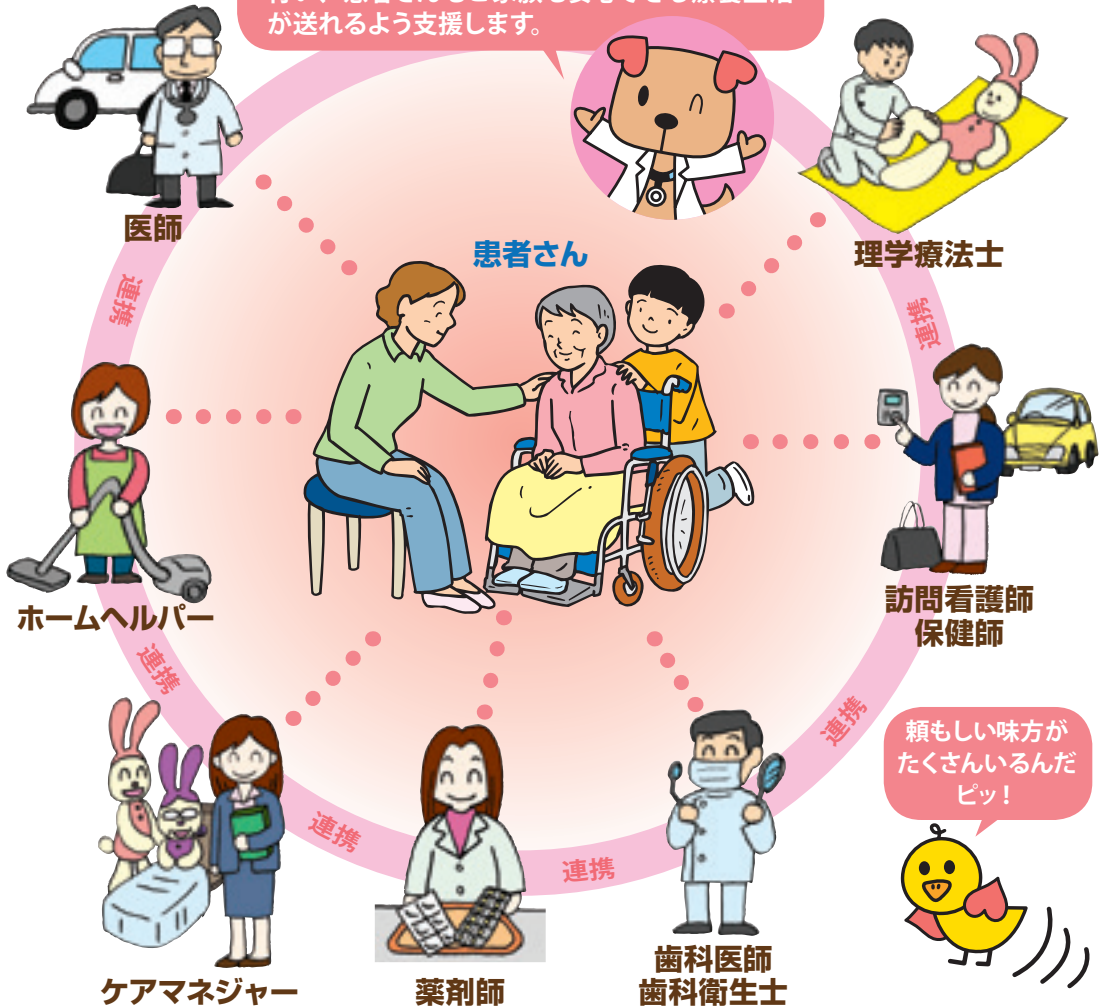 が送れるよう支援します。
医師
理学療法士
患者さん
連携
連携
ホームヘルパー
訪問看護師
保健師
連携
連携
頼もしい味方が
たくさんいるんだ
ピッ！
連携
連携
ケアマネジャー
薬剤師
歯科医師
歯科衛生士